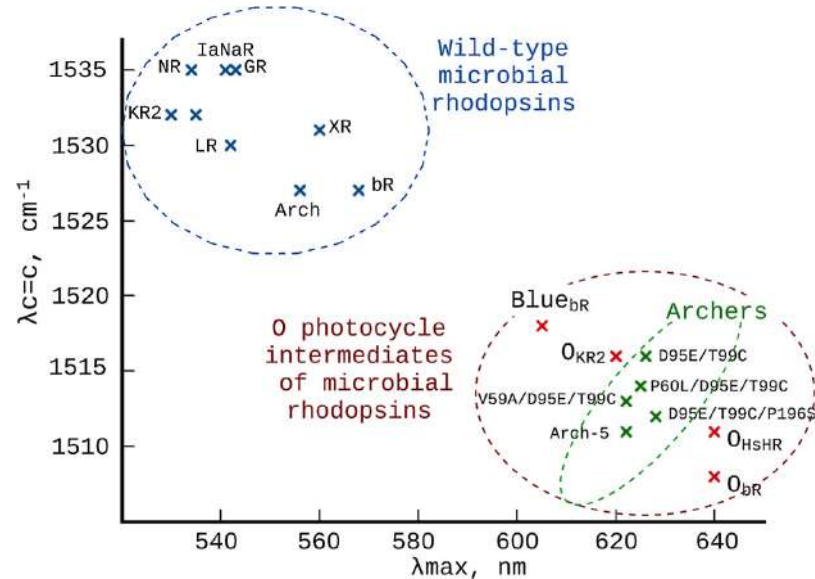 IaNaR
NR
GR
KR2
LR
XR
Arch
bR
Wild-type
microbial
rhodopsins
1535
1530
1525
1520
1515
1510
λc=c, cm⁻¹
O photocycle
intermediates
of microbial
rhodopsins
Blue_bR
Archers
O_KR2
D95E/T99C
P60L/D95E/T99C
V59A/D95E/T99C
D95E/T99C/P196S
Arch-5
O_HsHR
O_bR
540 560 580 600 620 640
λmax, nm